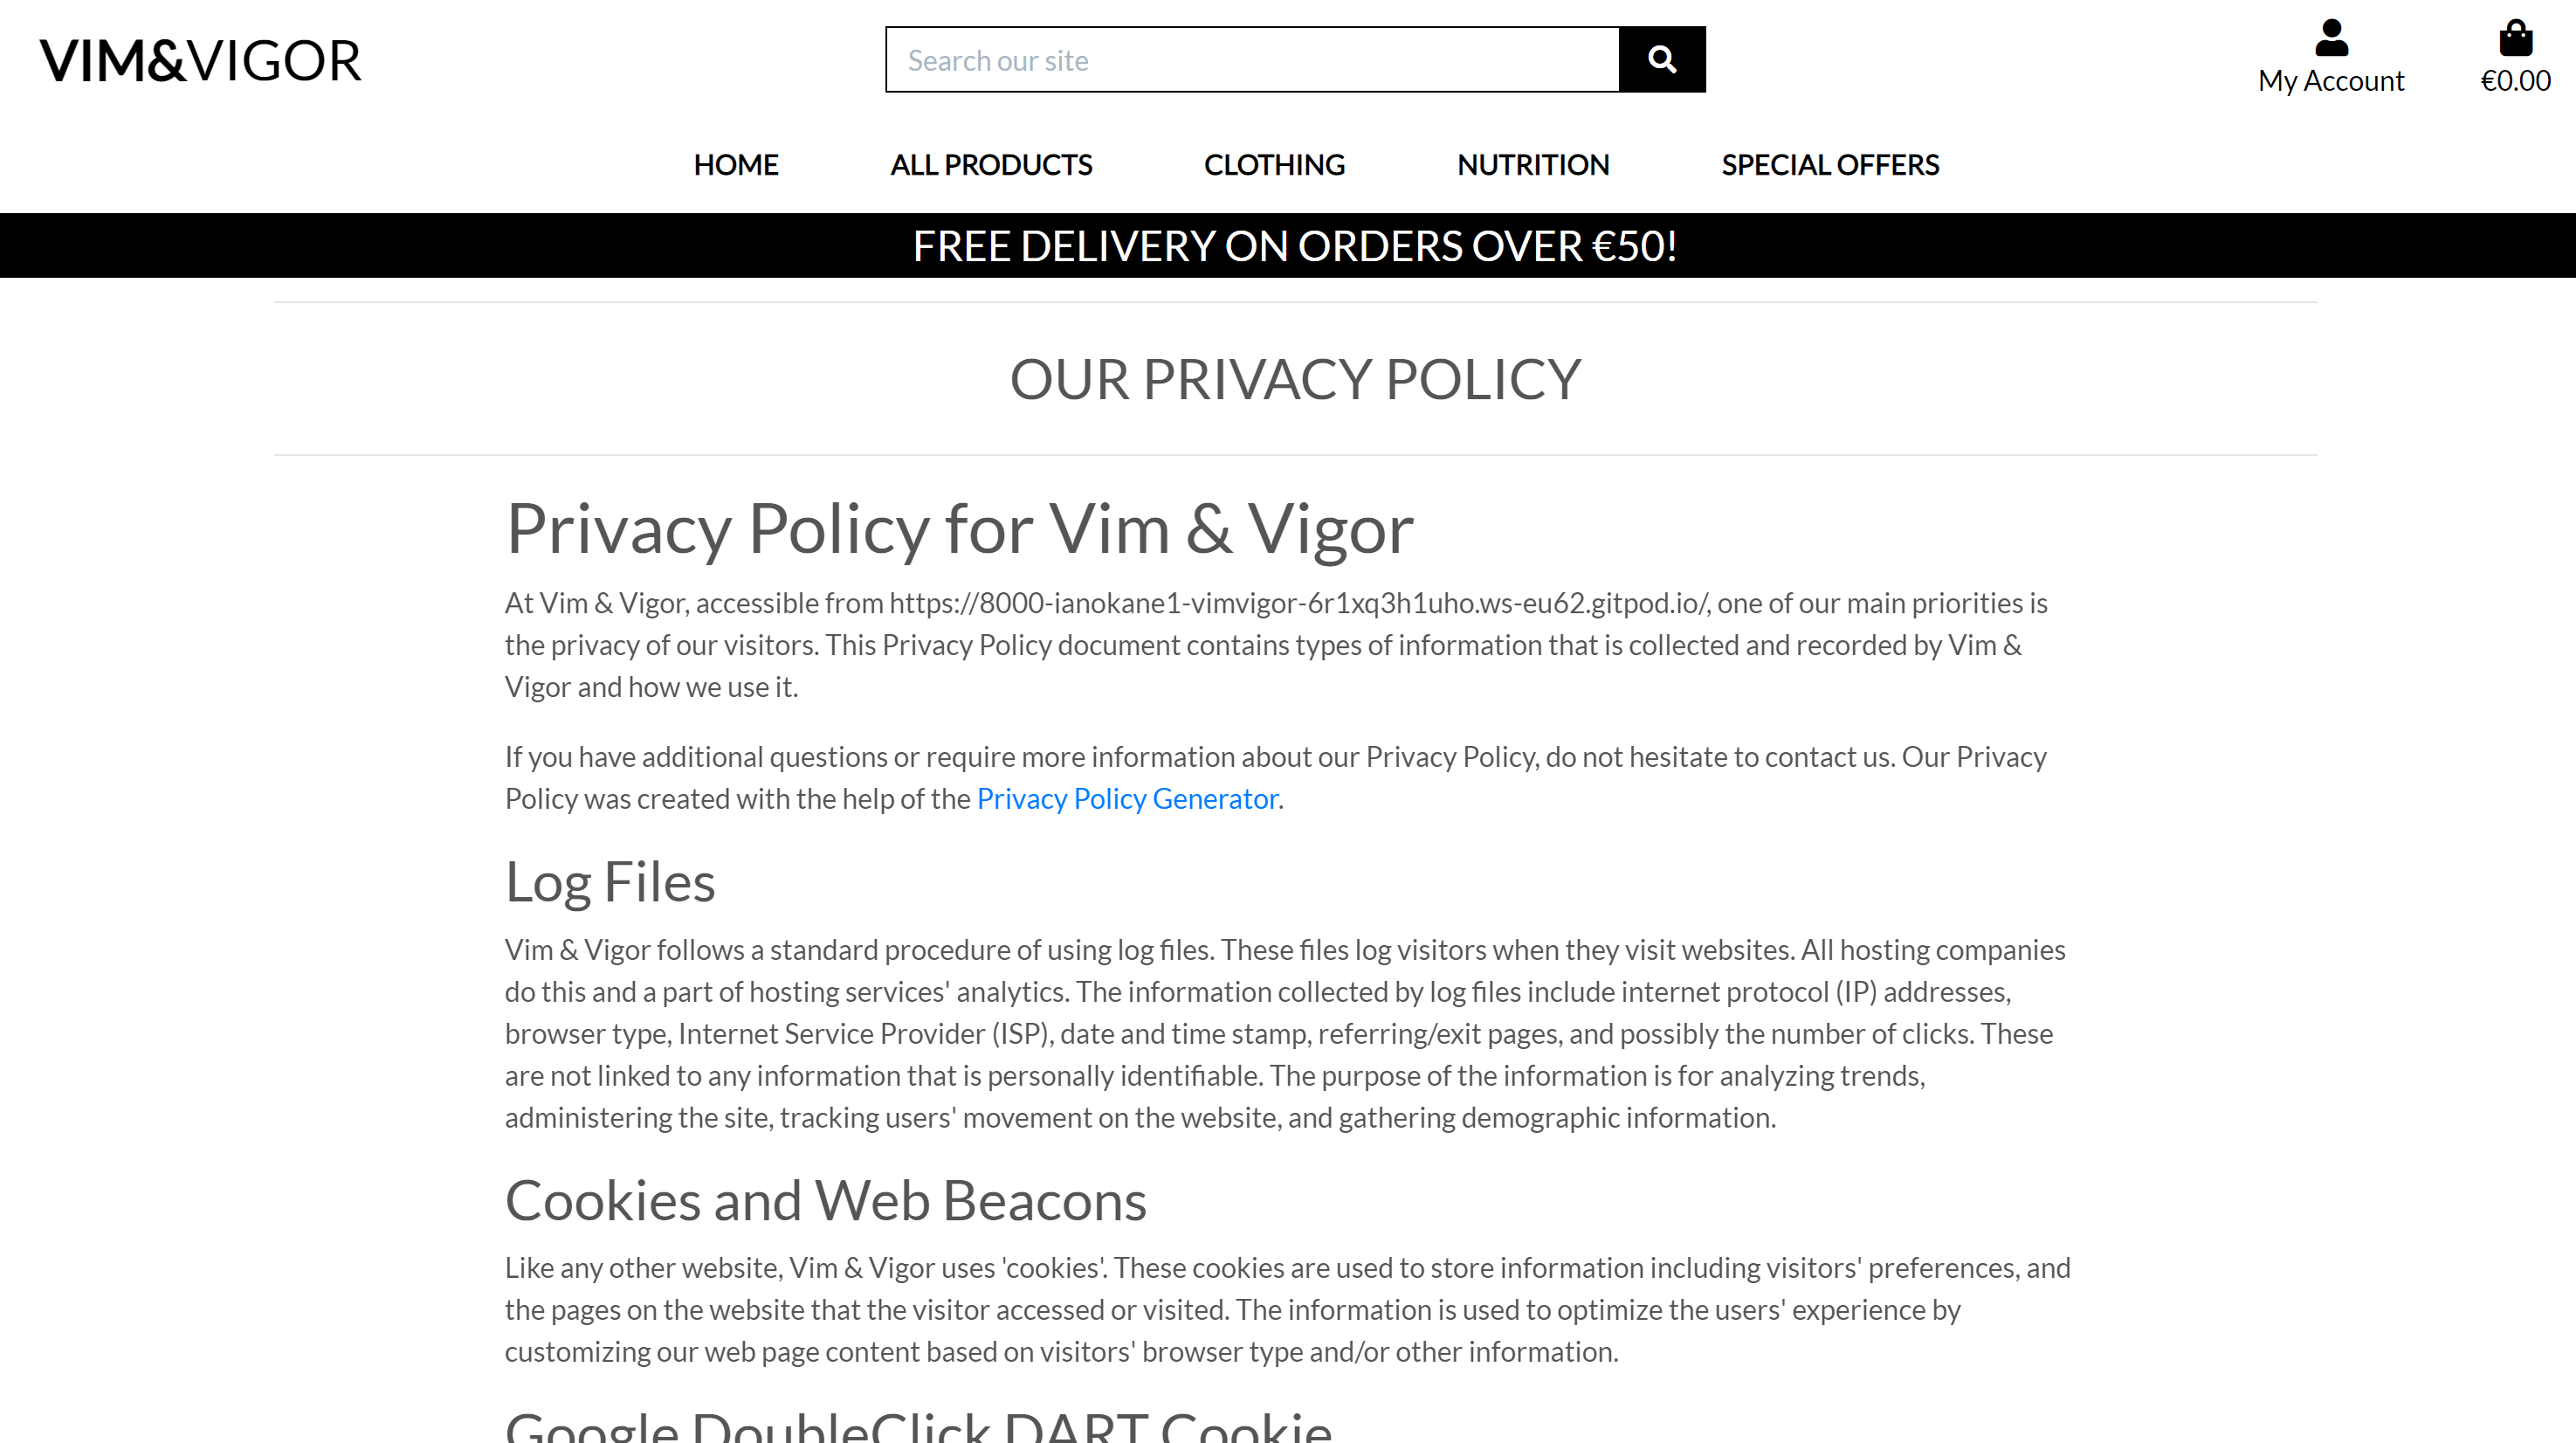 VIM&VIGOR
Search our site
My Account
€0.00
HOME
ALL PRODUCTS
CLOTHING
NUTRITION
SPECIAL OFFERS
FREE DELIVERY ON ORDERS OVER €50!
OUR PRIVACY POLICY
Privacy Policy for Vim & Vigor
At Vim & Vigor, accessible from https://8000-ianokane1-vimvigor-6r1xq3h1uho.ws-eu62.gitpod.io/, one of our main priorities is
the privacy of our visitors. This Privacy Policy document contains types of information that is collected and recorded by Vim &
Vigor and how we use it.
If you have additional questions or require more information about our Privacy Policy, do not hesitate to contact us. Our Privacy
Policy was created with the help of the Privacy Policy Generator.
Log Files
Vim & Vigor follows a standard procedure of using log files. These files log visitors when they visit websites. All hosting companies
do this and a part of hosting services' analytics. The information collected by log files include internet protocol (IP) addresses,
browser type, Internet Service Provider (ISP), date and time stamp, referring/exit pages, and possibly the number of clicks. These
are not linked to any information that is personally identifiable. The purpose of the information is for analyzing trends,
administering the site, tracking users' movement on the website, and gathering demographic information.
Cookies and Web Beacons
Like any other website, Vim & Vigor uses 'cookies'. These cookies are used to store information including visitors' preferences, and
the pages on the website that the visitor accessed or visited. The information is used to optimize the users' experience by
customizing our web page content based on visitors' browser type and/or other information.
Google DoubleClick DART Cookie